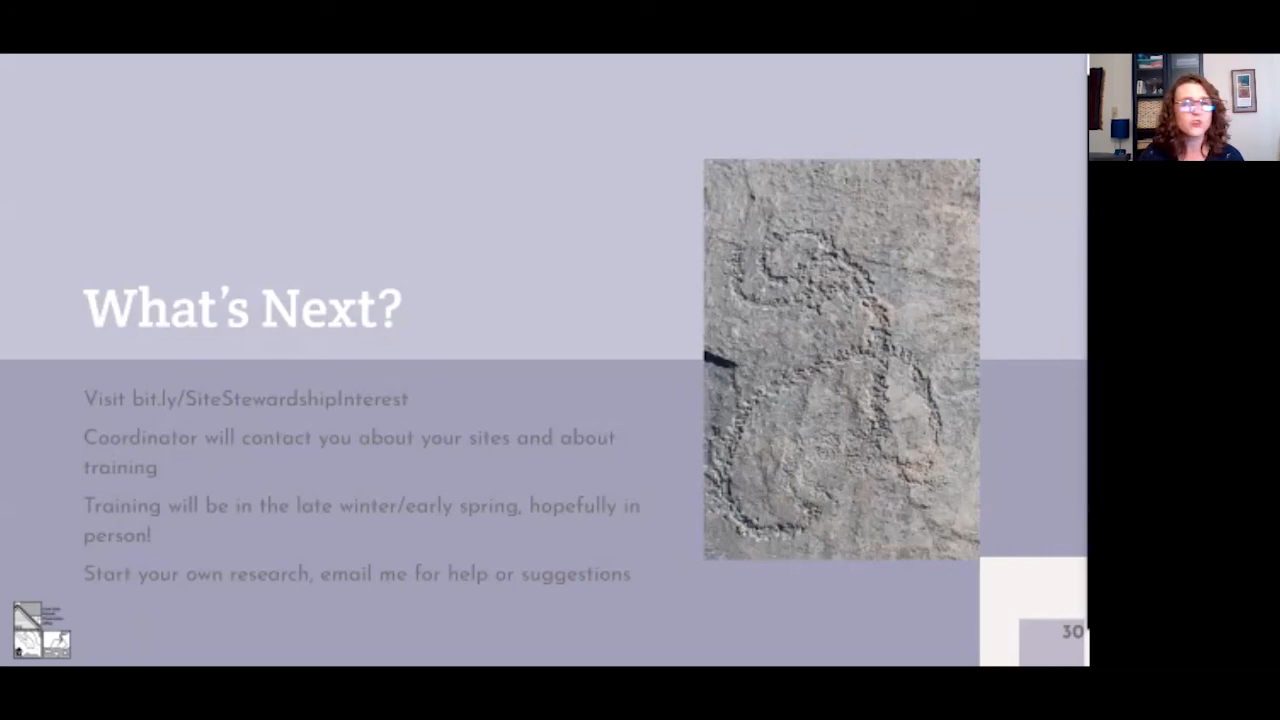 What's Next?
Visit bit.ly/SiteStewardshipInterest
Coordinator will contact you about your sites and about
training
Training will be in the late winter/early spring, hopefully in
person!
Start your own research, email me for help or suggestions
30